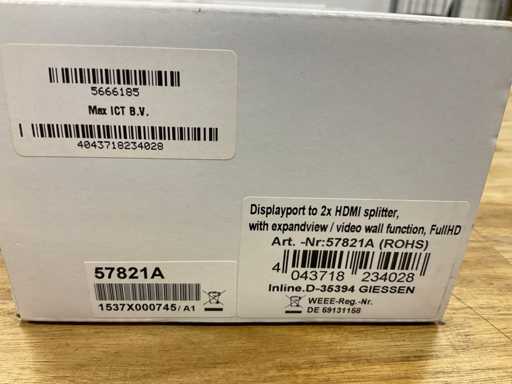 5666185
Max ICT B.V.
4043718234028
Displayport to 2x HDMI splitter,
with expandview / video wall function, FullHD
Art. -Nr:57821A (ROHS)
4 043718 234028
Inline.D-35394 GIESSEN
WEEE-Reg.-Nr.
DE 69131158
57821A
1537X000745/A1